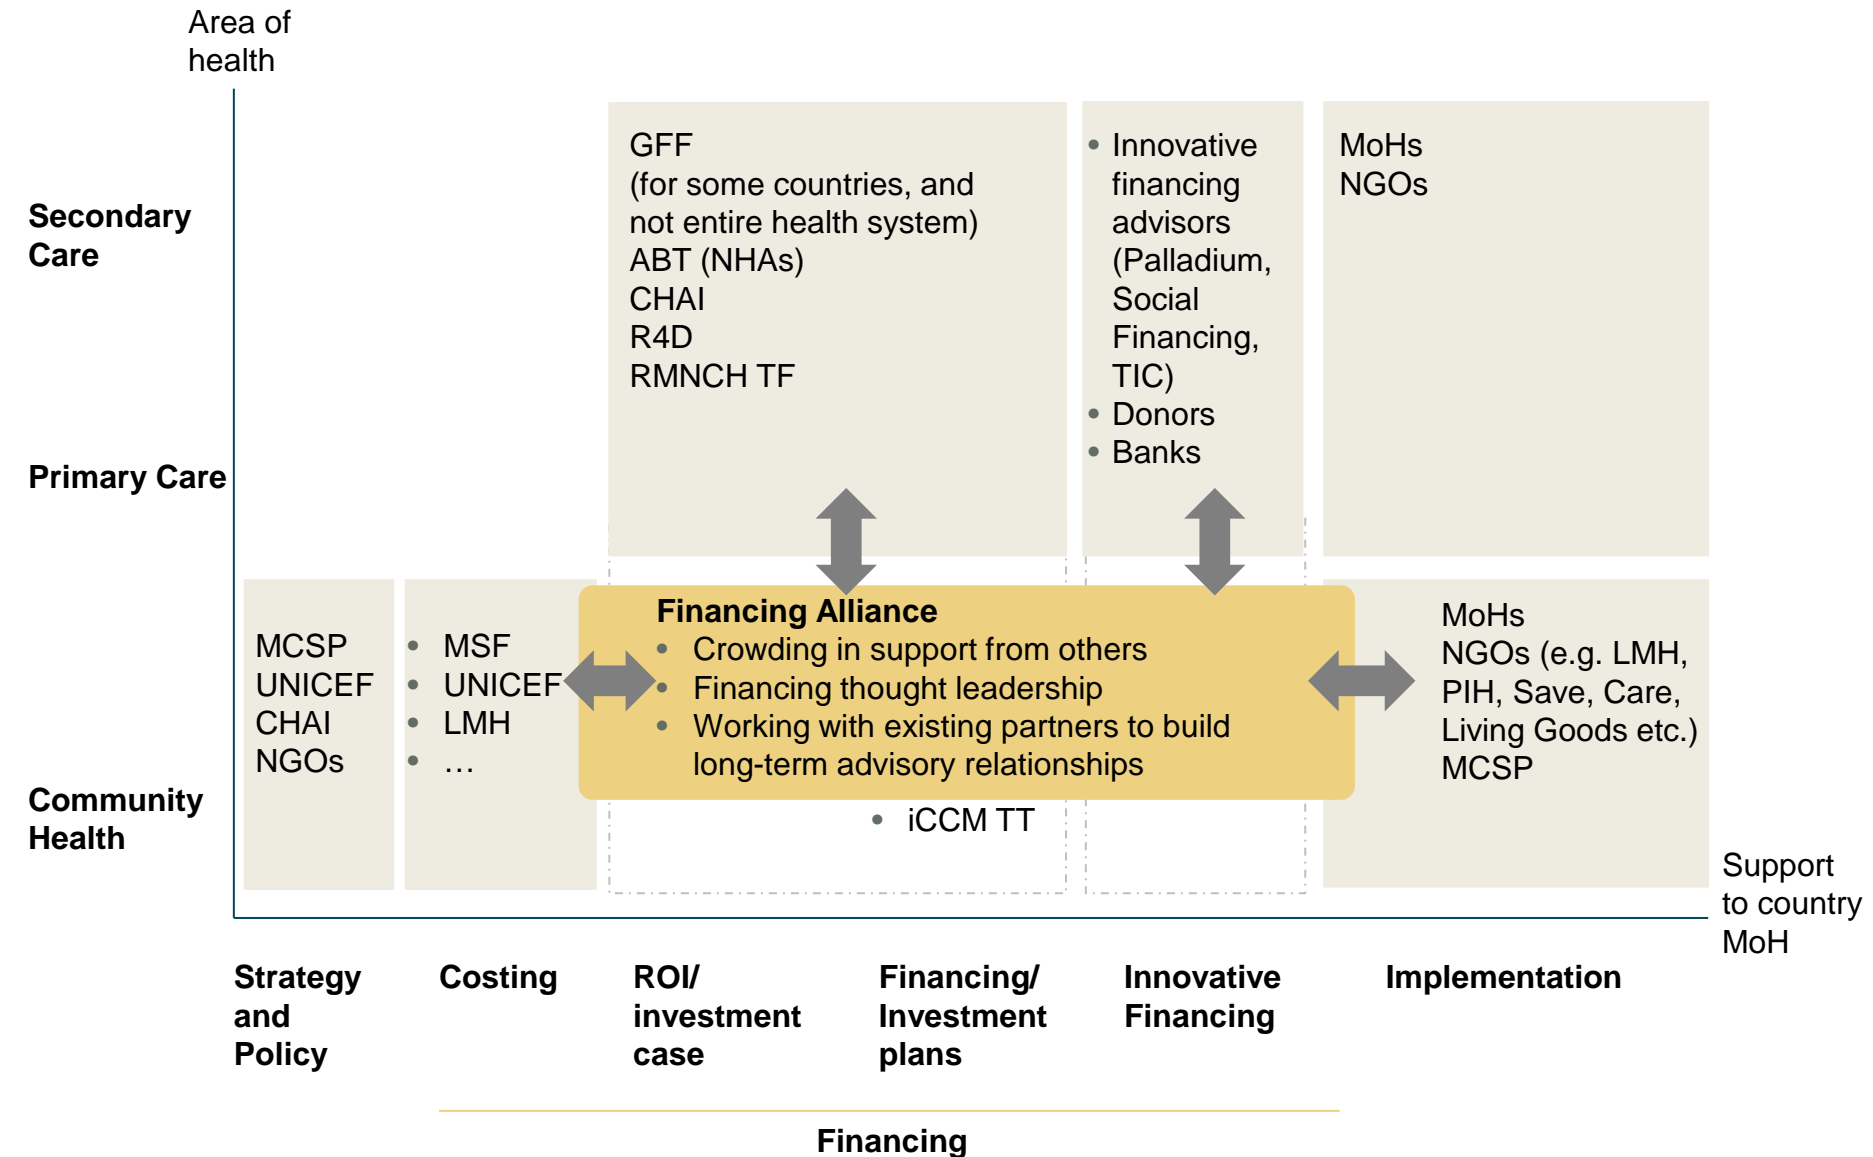 Area of
health
Secondary
Care
Primary Care
Community
Health
GFF
(for some countries, and
not entire health system)
ABT (NHAs)
CHAI
R4D
RMNCH TF
• Innovative
financing
advisors
(Palladium,
Social
Financing,
TIC)
• Donors
• Banks
MoHs
NGOs
MCSP
UNICEF
CHAI
NGOs
• MSF
• UNICEF
• LMH
• …
Financing Alliance
• Crowding in support from others
• Financing thought leadership
• Working with existing partners to build
long-term advisory relationships
• iCCM TT
MoHs
NGOs (e.g. LMH,
PIH, Save, Care,
Living Goods etc.)
MCSP
Support
to country
MoH
Strategy
and
Policy
Costing
ROI/
investment
case
Financing/
Investment
plans
Innovative
Financing
Implementation
Financing